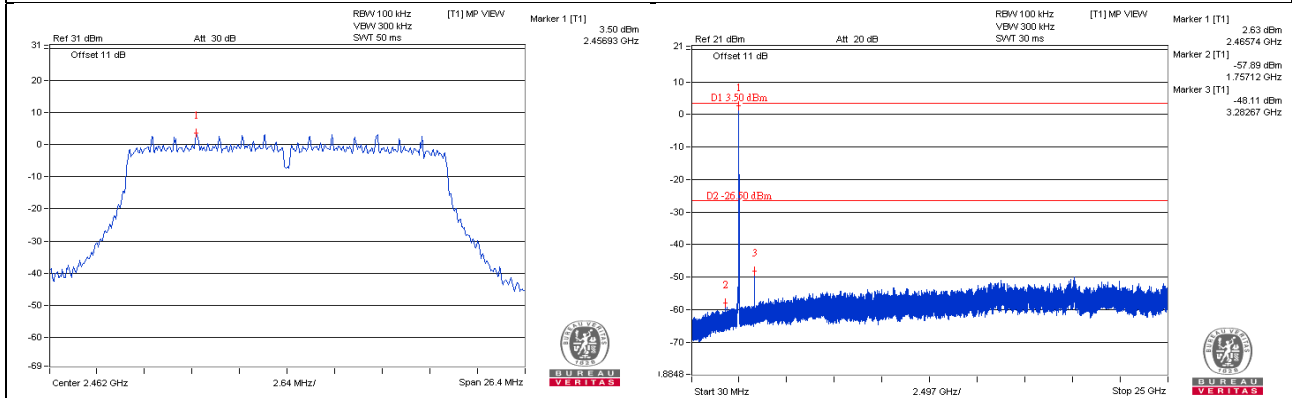 RBW 100 kHz
[T1] MP VIEW
Marker 1 [T1]
VBW 300 kHz
3.50 dBm
Ref 31 dBm
Att 30 dB
SWT 50 ms
2.45693 GHz
31
Offset 11 dB
20
10
1
0
-10
-20
-30
-40
-50
-60
-69
Center 2.462 GHz
2.64 MHz/
Span 26.4 MHz
1828
BUREAU
VERITAS
RBW 100 kHz
[T1] MP VIEW
Marker 1 [T1]
VBW 300 kHz
2.63 dBm
Ref 21 dBm
Att 20 dB
SWT 30 ms
2.46574 GHz
Marker 2 [T1]
-57.89 dBm
1.75712 GHz
Marker 3 [T1]
-48.11 dBm
3.28267 GHz
21
Offset 11 dB
10
1
D1 3.50 dBm
0
-10
-20
D2 -26.50 dBm
-30
-40
3
-50
2
-60
-70
.8848
Start 30 MHz
2.497 GHz/
Stop 25 GHz
1828
BUREAU
VERITAS